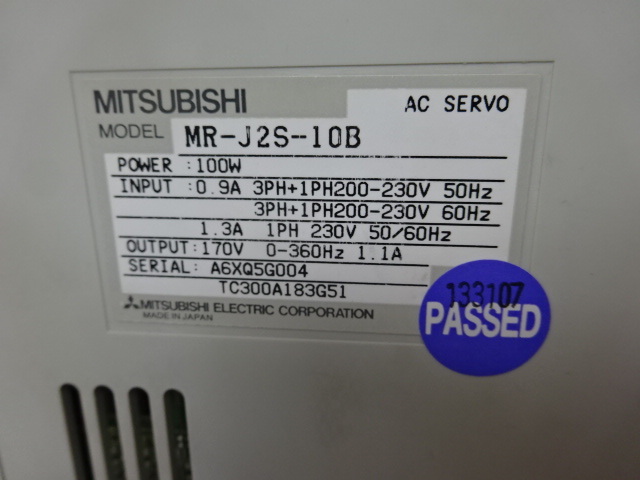 MITSUBISHI AC SERVO
MODEL MR-J2S-10B
POWER :100W
INPUT :0.9A 3PH+1PH200-230V 50Hz
3PH+1PH200-230V 60Hz
1.3A 1PH 230V 50/60Hz
OUTPUT:170V 0-360Hz 1.1A
SERIAL: A6XQ5G004
TC300A183G51
MITSUBISHI ELECTRIC CORPORATION
MADE IN JAPAN
133107
PASSED